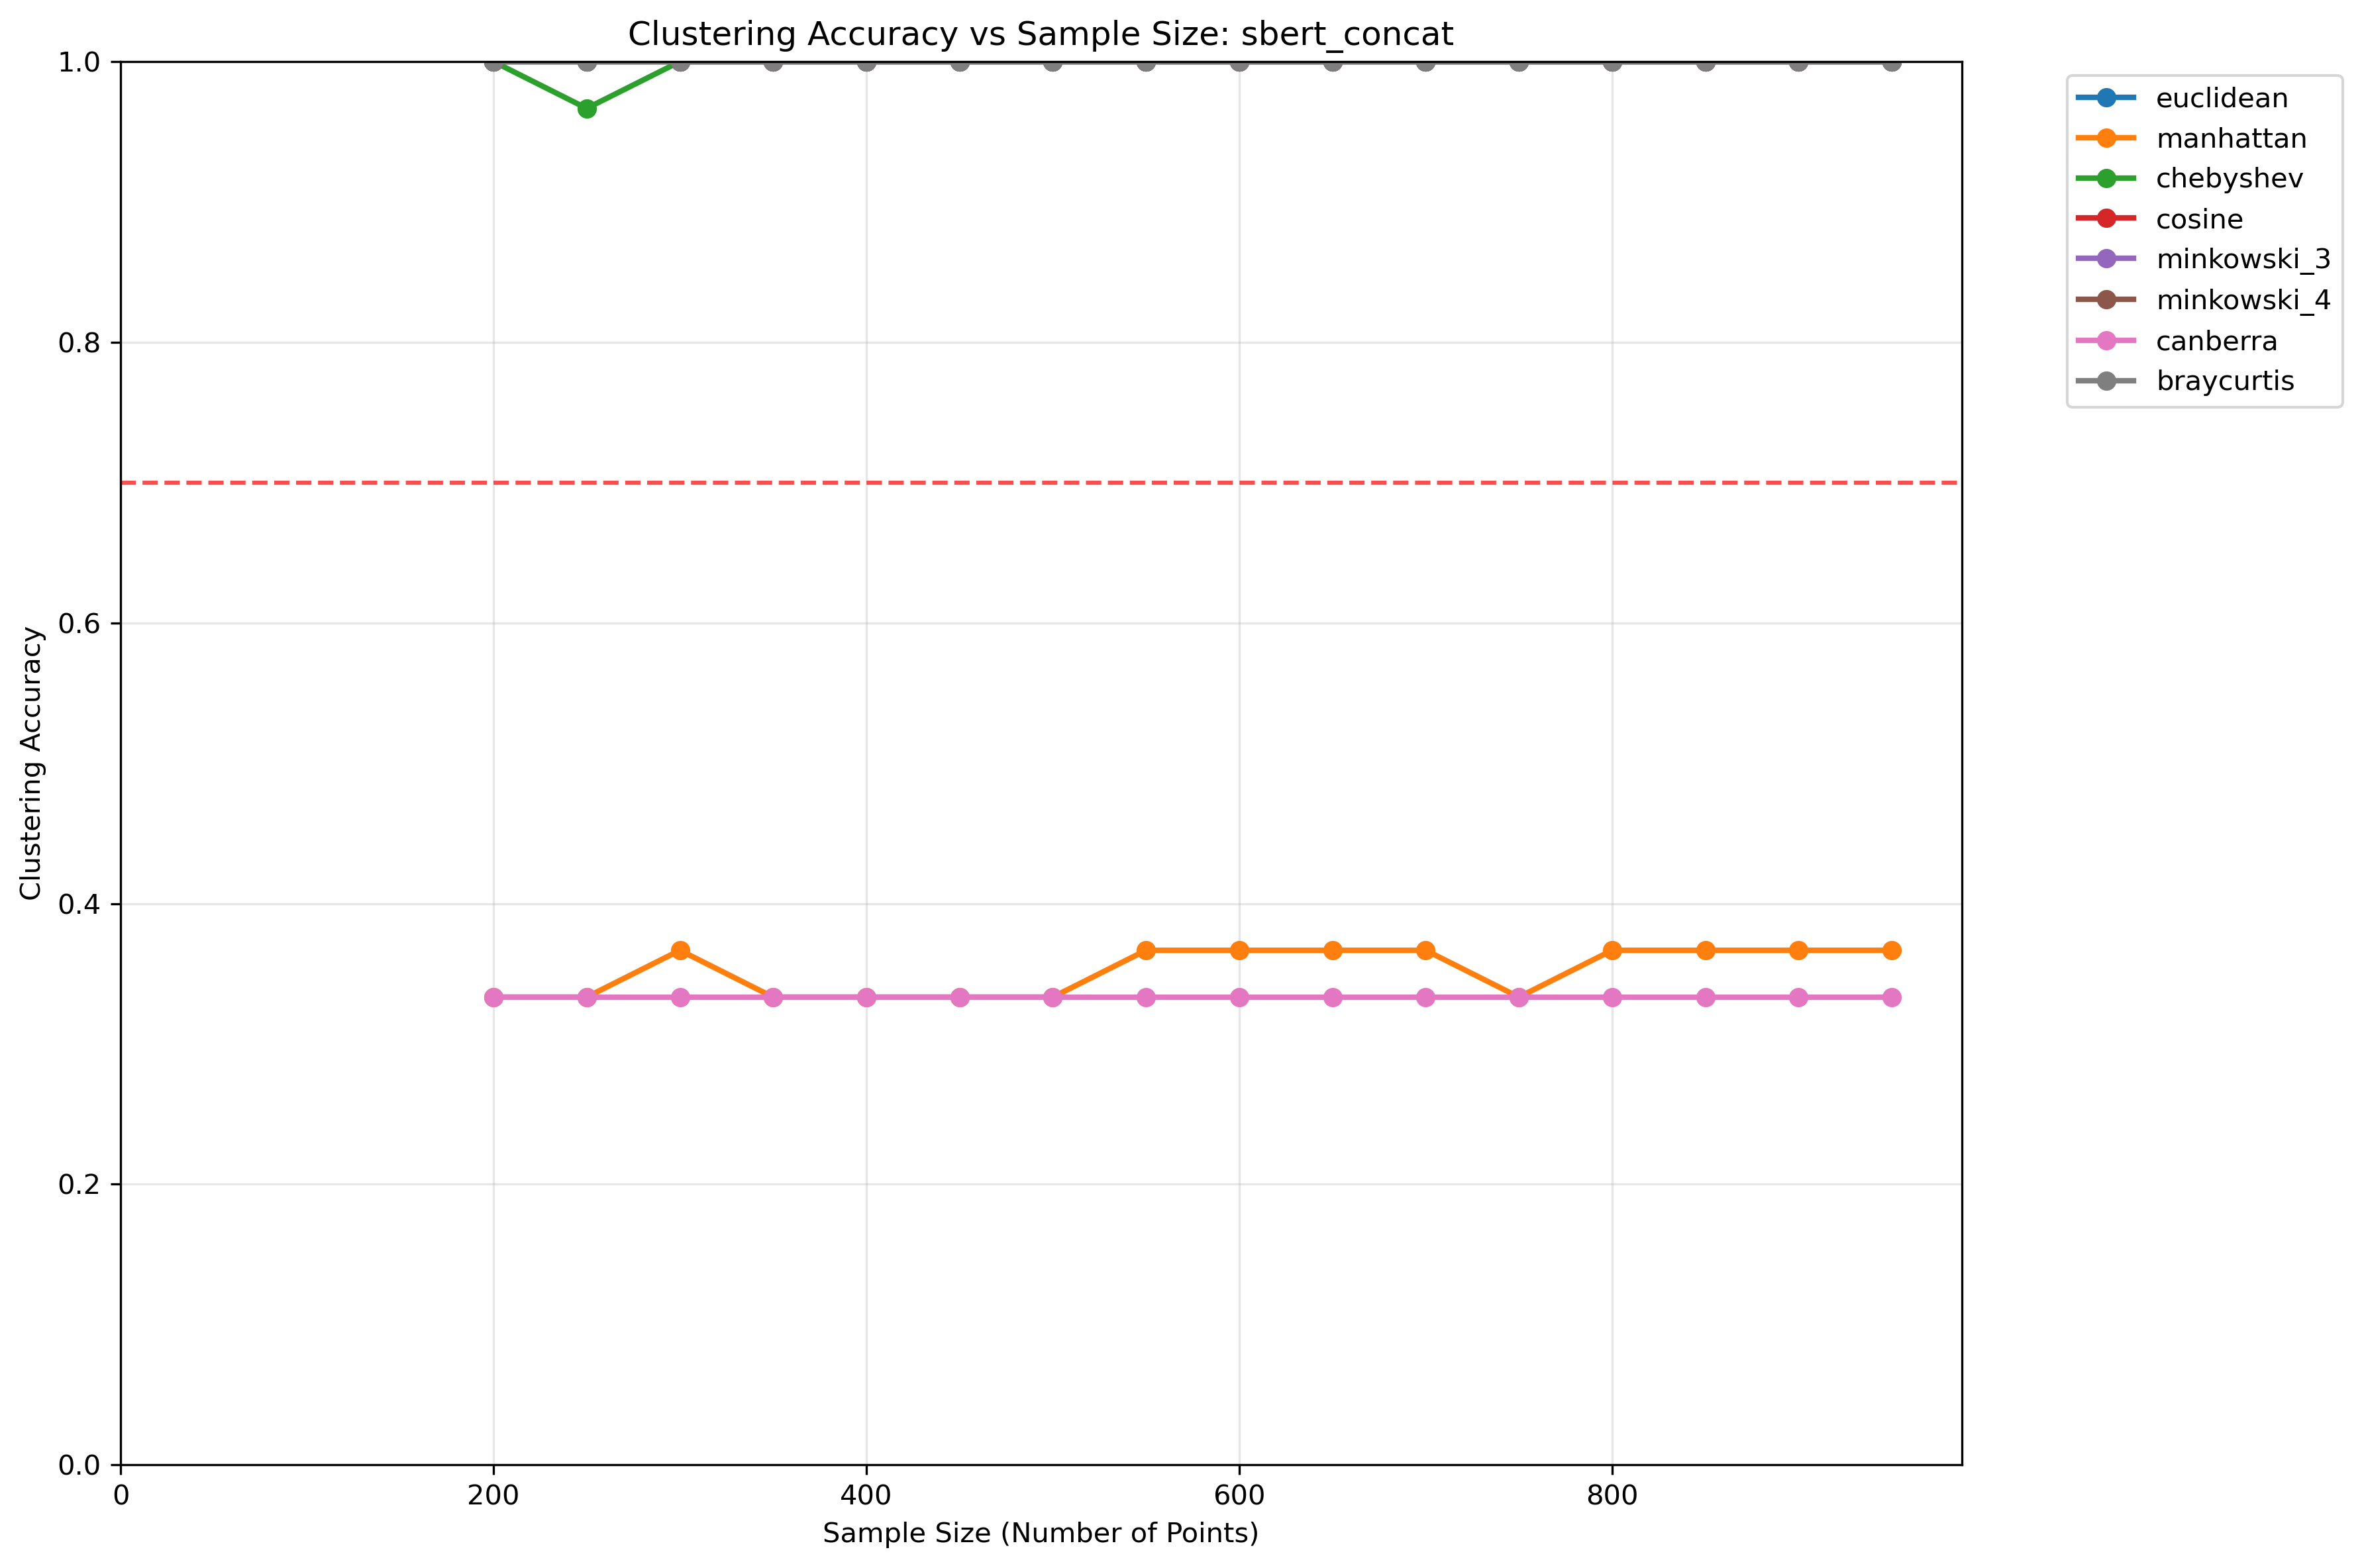 Clustering Accuracy vs Sample Size: sbert_concat
1.0
0.8
0.6
0.4
0.2
0.0
Clustering Accuracy
0
200
400
600
800
Sample Size (Number of Points)
euclidean
manhattan
chebyshev
cosine
minkowski_3
minkowski_4
canberra
braycurtis